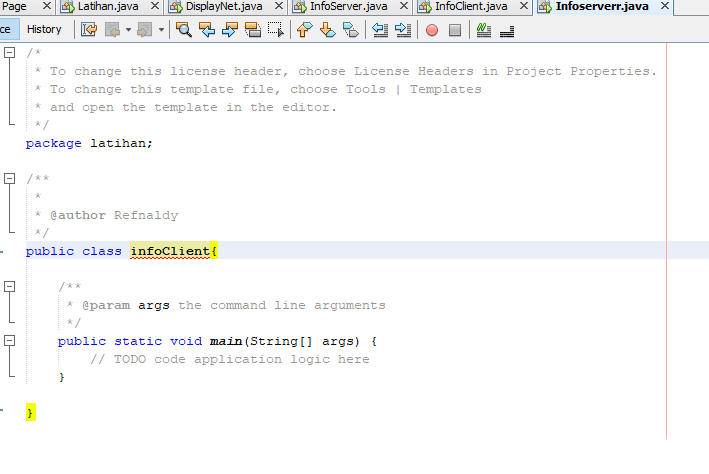 Page Latihan.java DisplayNet.java InfoServer.java InfoClient.java Infoserverr.java
ce History
/*
* To change this license header, choose License Headers in Project Properties.
* To change this template file, choose Tools | Templates
* and open the template in the editor.
*/
package latihan;
/**
*
* @author Refnaldy
*/
public class infoClient{
/**
* @param args the command line arguments
*/
public static void main(String[] args) {
// TODO code application logic here
}
}